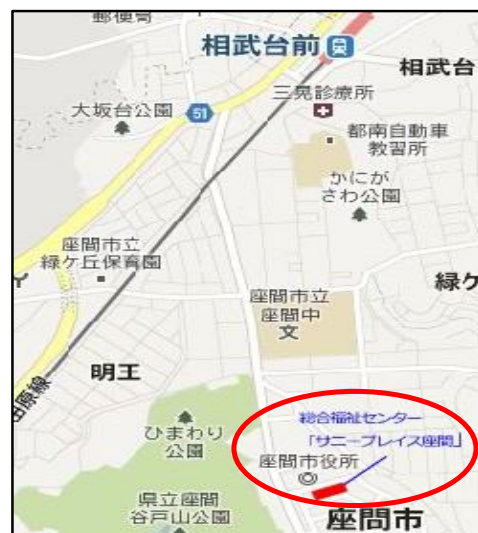 郵便局
相武台前
相武台
三晃診療所
大坂台公園
51
都南自動車
教習所
かにが
さわ公園
座間市立
緑ケ丘保育園
緑ケ
座間市立
座間中
文
明王
田原線
総合福祉センター
「サニープレイス座間」
ひまわり
公園
座間市役所
県立座間
谷戸山公園
座間市